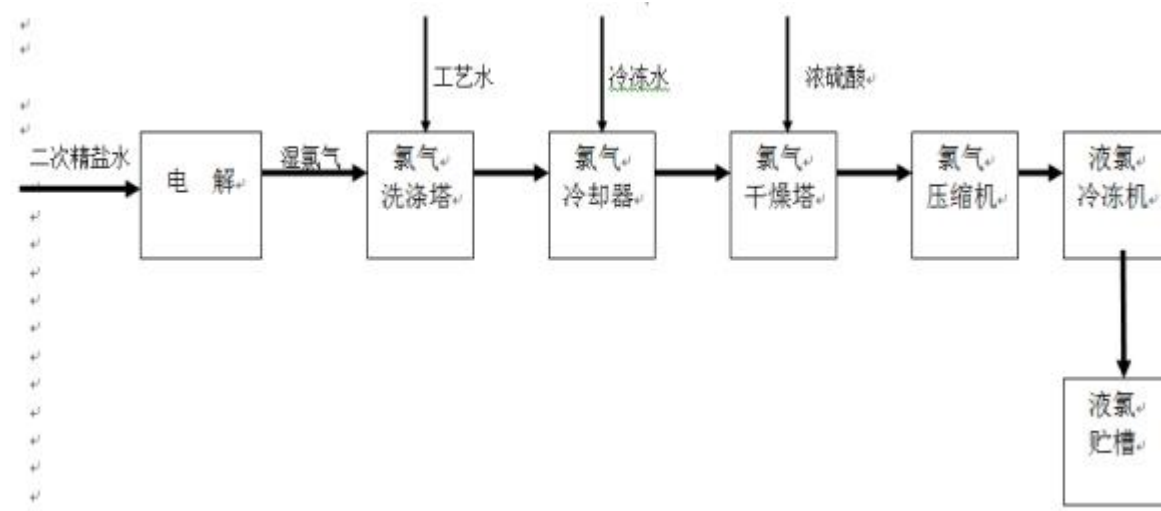 工艺水
冷冻水
浓硫酸
二次精盐水
电 解
湿氯气
氯气
洗涤塔
氯气
冷却器
氯气
干燥塔
氯气
压缩机
液氯
冷冻机
液氯
贮槽